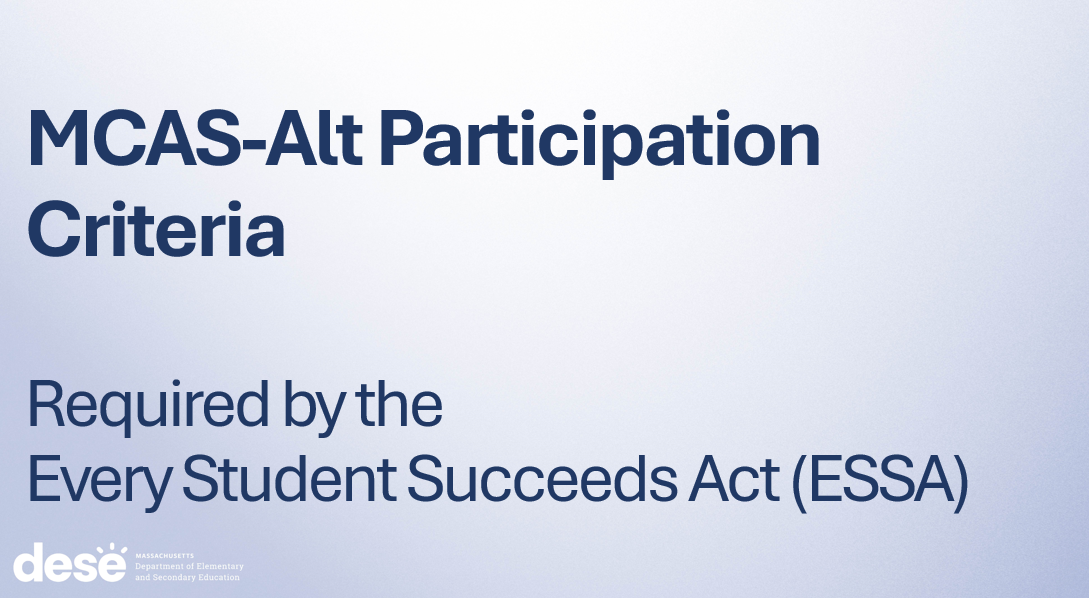 MCAS-Alt Participation
Criteria
Required by the
Every Student Succeeds Act (ESSA)
dese
MASSACHUSETTS
Department of Elementary
and Secondary Education